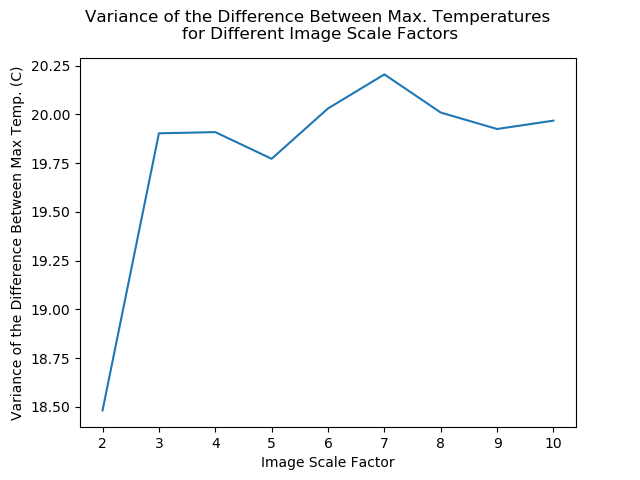 Variance of the Difference Between Max. Temperatures
for Different Image Scale Factors
Variance of the Difference Between Max Temp. (C)
20.25
20.00
19.75
19.50
19.25
19.00
18.75
18.50
2 3 4 5 6 7 8 9 10
Image Scale Factor